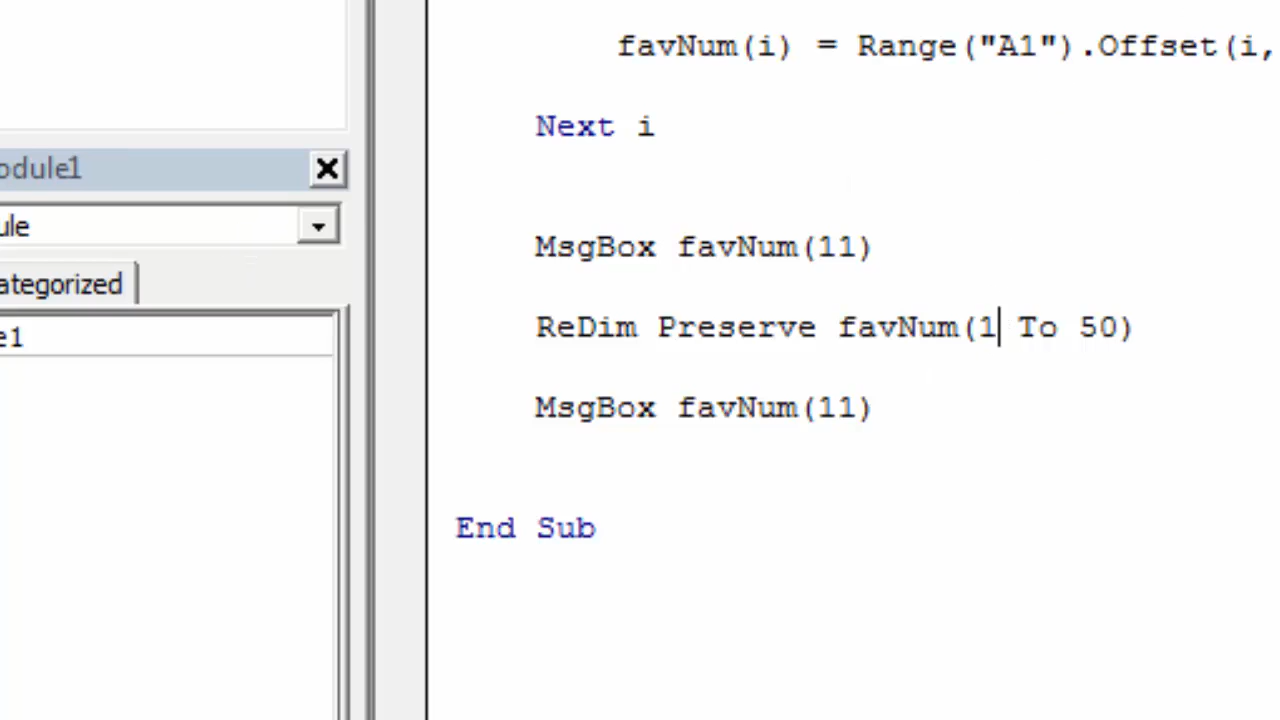 favNum(i) = Range("A1").Offset(i,
Next i
odule1
ule
MsgBox favNum(11)
ategorized
ReDim Preserve favNum(1 To 50)
e1
MsgBox favNum(11)
End Sub